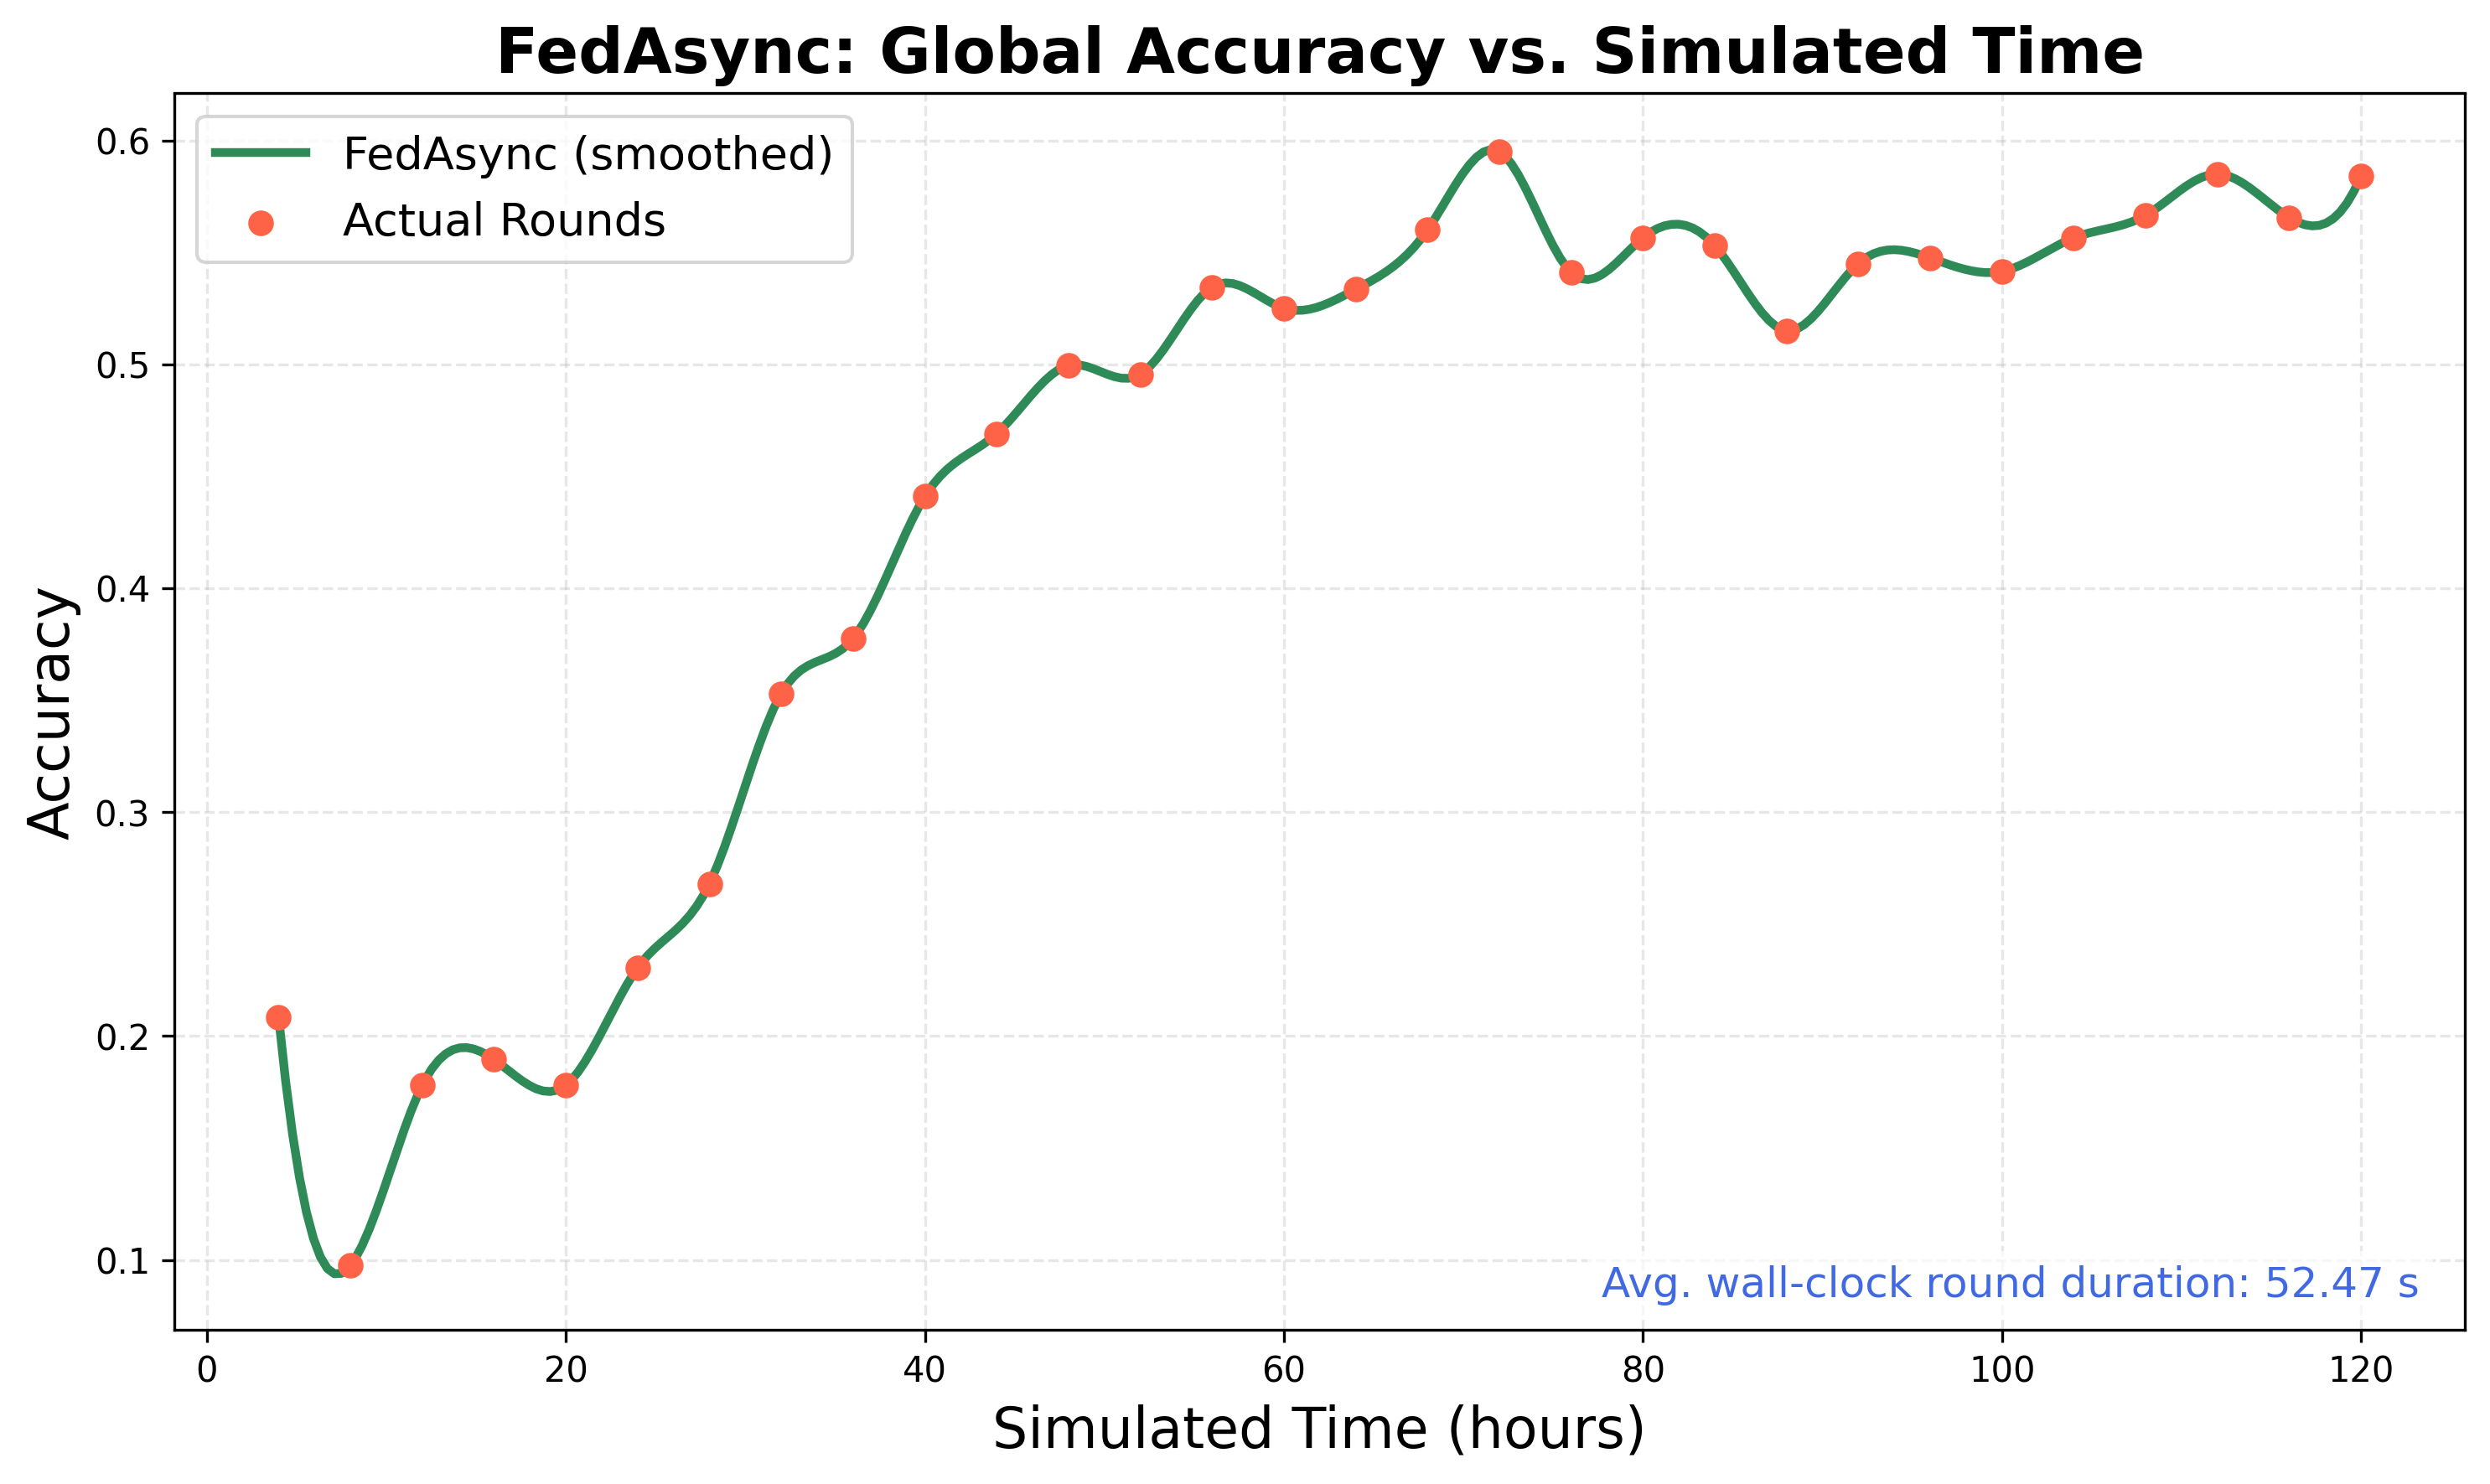 FedAsync: Global Accuracy vs. Simulated Time
FedAsync (smoothed)
Actual Rounds
Accuracy
0.6
0.5
0.4
0.3
0.2
0.1
Avg. wall-clock round duration: 52.47 s
0 20 40 60 80 100 120
Simulated Time (hours)